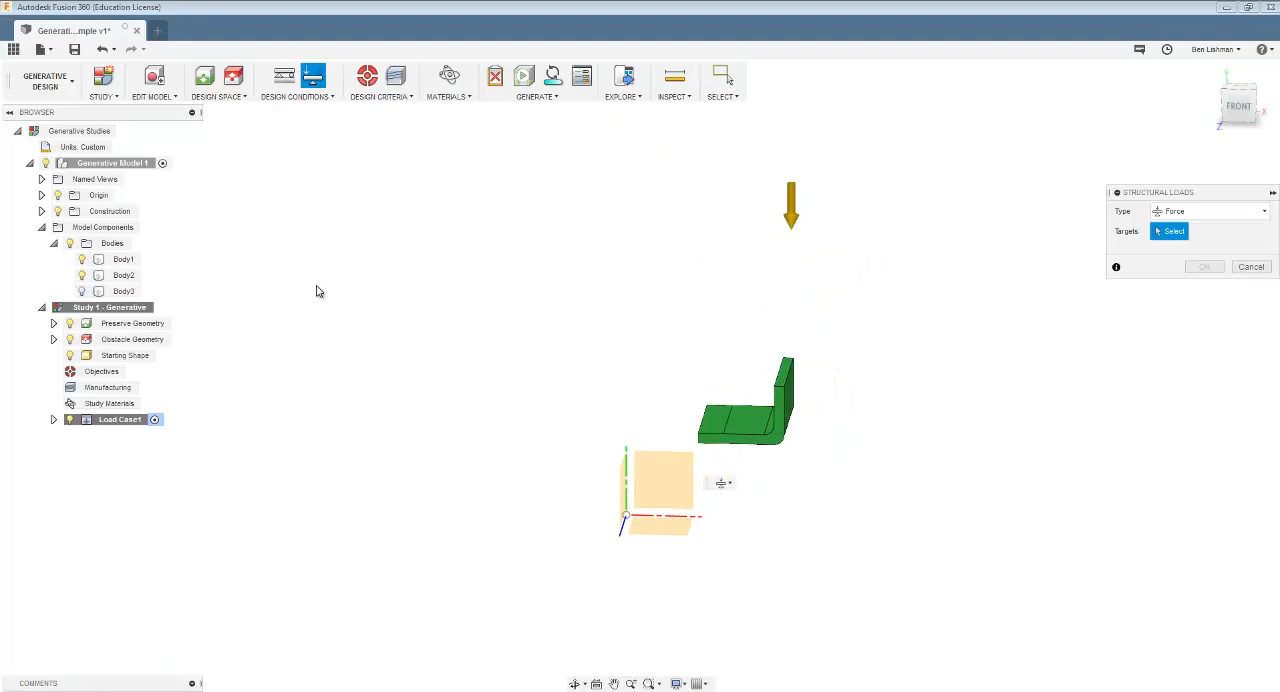 Autodesk Fusion 360 (Education License)
Generati...mple v1*
Ben Lishman
GENERATIVE DESIGN
STUDY
EDIT MODEL
DESIGN SPACE
DESIGN CONDITIONS
DESIGN CRITERIA
MATERIALS
GENERATE
EXPLORE
INSPECT
SELECT
BROWSER
Generative Studies
Units: Custom
Generative Model 1
Named Views
Origin
Construction
Model Components
Bodies
Body1
Body2
Body3
Study 1 - Generative
Preserve Geometry
Obstacle Geometry
Starting Shape
Objectives
Manufacturing
Study Materials
Load Case1
FRONT
X
Y
Z
STRUCTURAL LOADS
Type Force
Targets Select
OK Cancel
COMMENTS